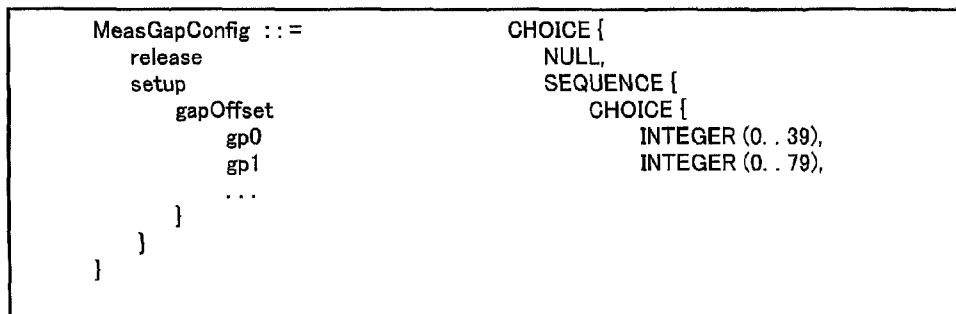 MeasGapConfig ::= CHOICE {
release NULL,
setup SEQUENCE {
gapOffset CHOICE {
gp0 INTEGER (0. . 39),
gp1 INTEGER (0. . 79),
. . .
}
}
}